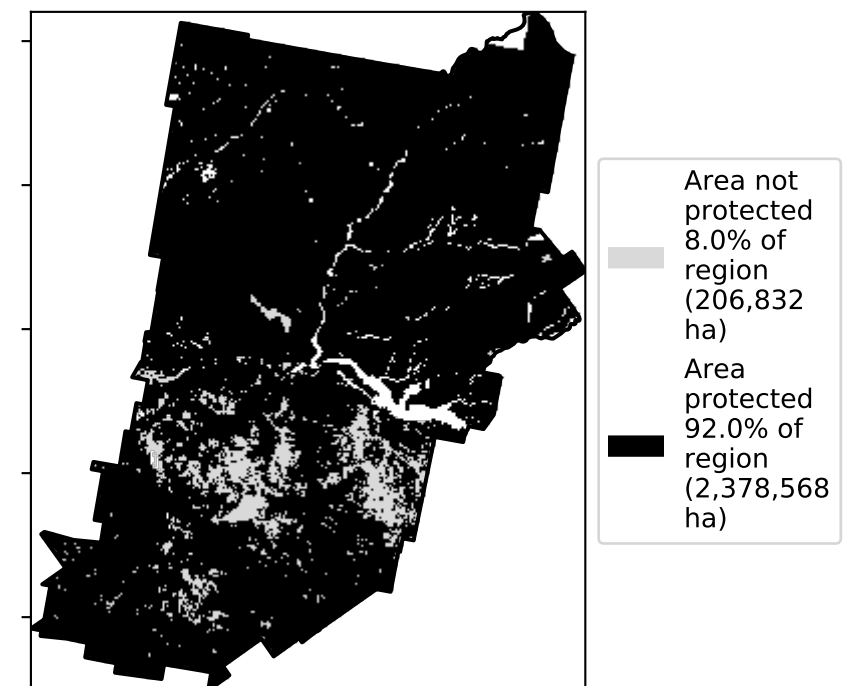 Area not
protected
8.0% of
region
(206,832
ha)
Area
protected
92.0% of
region
(2,378,568
ha)